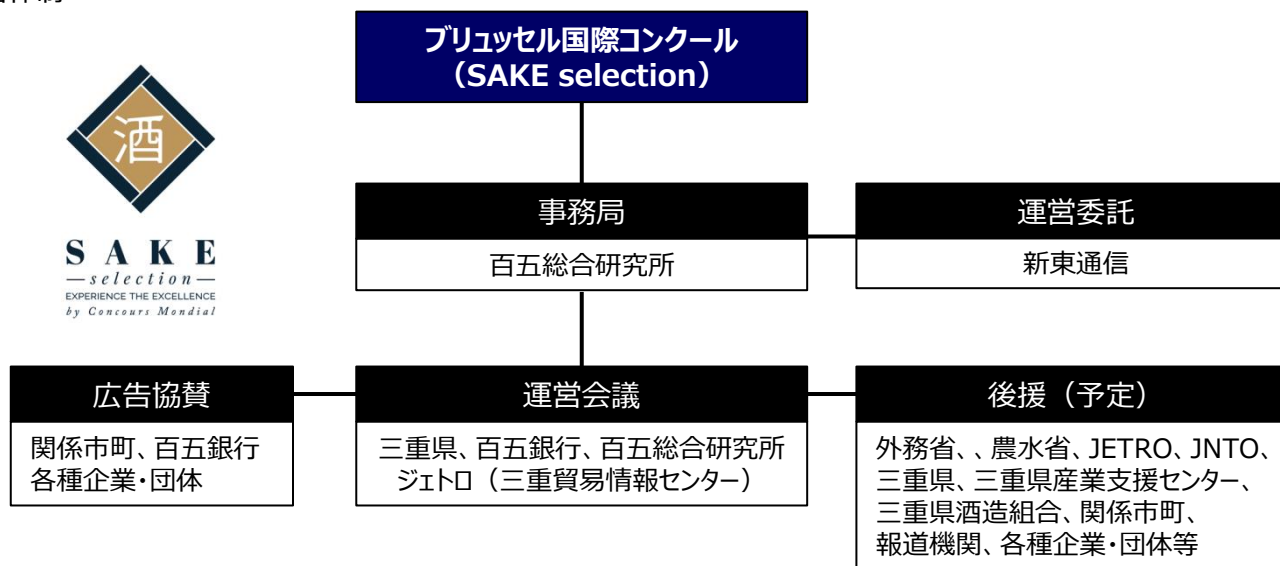 ブリュッセル国際コンクール
（SAKE selection）
酒
SAKE
selection
EXPERIENCE THE EXCELLENCE
by Concours Mondial
事務局
百五総合研究所
運営委託
新東通信
広告協賛
関係市町、百五銀行
各種企業・団体
運営会議
三重県、百五銀行、百五総合研究所
ジェトロ（三重貿易情報センター）
後援（予定）
外務省、、農水省、JETRO、JNTO、
三重県、三重県産業支援センター、
三重県酒造組合、関係市町、
報道機関、各種企業・団体等